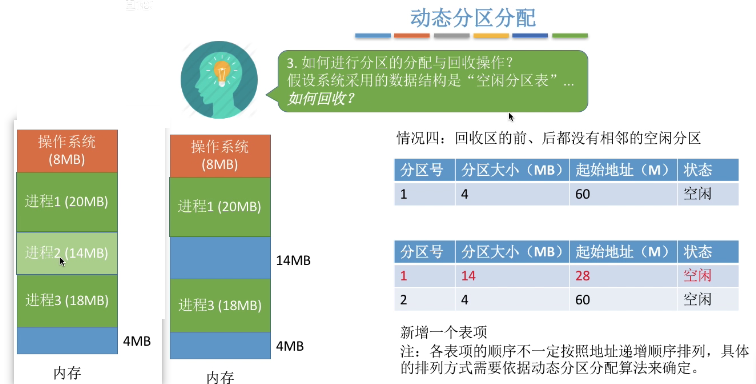 动态分区分配
3. 如何进行分区的分配与回收操作？
假设系统采用的数据结构是“空闲分区表”...
如何回收？
操作系统
(8MB)
进程1 (20MB)
进程2 (14MB)
进程3 (18MB)
4MB
内存
操作系统
(8MB)
进程1 (20MB)
14MB
进程3 (18MB)
4MB
内存
情况四：回收区的前、后都没有相邻的空闲分区
分区号 分区大小（MB） 起始地址（M） 状态
1 4 60 空闲
分区号 分区大小（MB） 起始地址（M） 状态
1 14 28 空闲
2 4 60 空闲
新增一个表项
注：各表项的顺序不一定按照地址递增顺序排列，具体
的排列方式需要依据动态分区分配算法来确定。